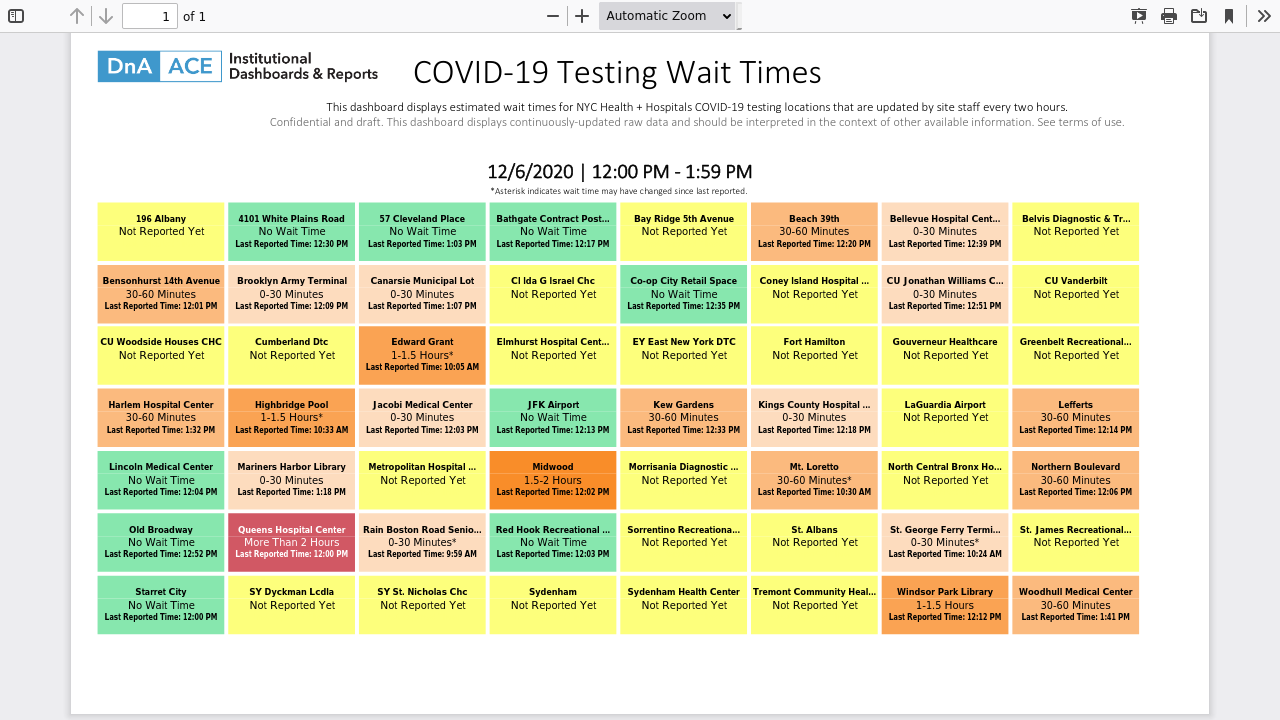 1 of 1
Automatic Zoom
DnA ACE Institutional
Dashboards & Reports
COVID-19 Testing Wait Times
This dashboard displays estimated wait times for NYC Health + Hospitals COVID-19 testing locations that are updated by site staff every two hours.
Confidential and draft. This dashboard displays continuously-updated raw data and should be interpreted in the context of other available information. See terms of use.
12/6/2020 | 12:00 PM - 1:59 PM
*Asterisk indicates wait time may have changed since last reported.
196 Albany
Not Reported Yet
4101 White Plains Road
No Wait Time
Last Reported Time: 12:30 PM
57 Cleveland Place
No Wait Time
Last Reported Time: 1:03 PM
Bathgate Contract Post...
No Wait Time
Last Reported Time: 12:17 PM
Bay Ridge 5th Avenue
Not Reported Yet
Beach 39th
30-60 Minutes
Last Reported Time: 12:20 PM
Bellevue Hospital Cent...
0-30 Minutes
Last Reported Time: 12:39 PM
Belvis Diagnostic & Tr...
Not Reported Yet
Bensonhurst 14th Avenue
30-60 Minutes
Last Reported Time: 12:01 PM
Brooklyn Army Terminal
0-30 Minutes
Last Reported Time: 12:09 PM
Canarsie Municipal Lot
0-30 Minutes
Last Reported Time: 1:07 PM
Cl Ida G Israel Chc
Not Reported Yet
Co-op City Retail Space
No Wait Time
Last Reported Time: 12:35 PM
Coney Island Hospital ...
Not Reported Yet
CU Jonathan Williams C...
0-30 Minutes
Last Reported Time: 12:51 PM
CU Vanderbilt
Not Reported Yet
CU Woodside Houses CHC
Not Reported Yet
Cumberland Dtc
Not Reported Yet
Edward Grant
1-1.5 Hours*
Last Reported Time: 10:05 AM
Elmhurst Hospital Cent...
Not Reported Yet
EY East New York DTC
Not Reported Yet
Fort Hamilton
Not Reported Yet
Gouverneur Healthcare
Not Reported Yet
Greenbelt Recreational...
Not Reported Yet
Harlem Hospital Center
30-60 Minutes
Last Reported Time: 1:32 PM
Highbridge Pool
1-1.5 Hours*
Last Reported Time: 10:33 AM
Jacobi Medical Center
0-30 Minutes
Last Reported Time: 12:03 PM
JFK Airport
No Wait Time
Last Reported Time: 12:13 PM
Kew Gardens
30-60 Minutes
Last Reported Time: 12:33 PM
Kings County Hospital ...
0-30 Minutes
Last Reported Time: 12:18 PM
LaGuardia Airport
Not Reported Yet
Lefferts
30-60 Minutes
Last Reported Time: 12:14 PM
Lincoln Medical Center
No Wait Time
Last Reported Time: 12:04 PM
Mariners Harbor Library
0-30 Minutes
Last Reported Time: 1:18 PM
Metropolitan Hospital ...
Not Reported Yet
Midwood
1.5-2 Hours
Last Reported Time: 12:02 PM
Morrisania Diagnostic ...
Not Reported Yet
Mt. Loretto
30-60 Minutes*
Last Reported Time: 10:30 AM
North Central Bronx Ho...
Not Reported Yet
Northern Boulevard
30-60 Minutes
Last Reported Time: 12:06 PM
Old Broadway
No Wait Time
Last Reported Time: 12:52 PM
Queens Hospital Center
More Than 2 Hours
Last Reported Time: 12:00 PM
Rain Boston Road Senio...
0-30 Minutes*
Last Reported Time: 9:59 AM
Red Hook Recreational ...
No Wait Time
Last Reported Time: 12:03 PM
Sorrentino Recreationa...
Not Reported Yet
St. Albans
Not Reported Yet
St. George Ferry Termi...
0-30 Minutes*
Last Reported Time: 10:24 AM
St. James Recreational...
Not Reported Yet
Starret City
No Wait Time
Last Reported Time: 12:00 PM
SY Dyckman Lcdla
Not Reported Yet
SY St. Nicholas Chc
Not Reported Yet
Sydenham
Not Reported Yet
Sydenham Health Center
Not Reported Yet
Tremont Community Heal...
Not Reported Yet
Windsor Park Library
1-1.5 Hours
Last Reported Time: 12:12 PM
Woodhull Medical Center
30-60 Minutes
Last Reported Time: 1:41 PM